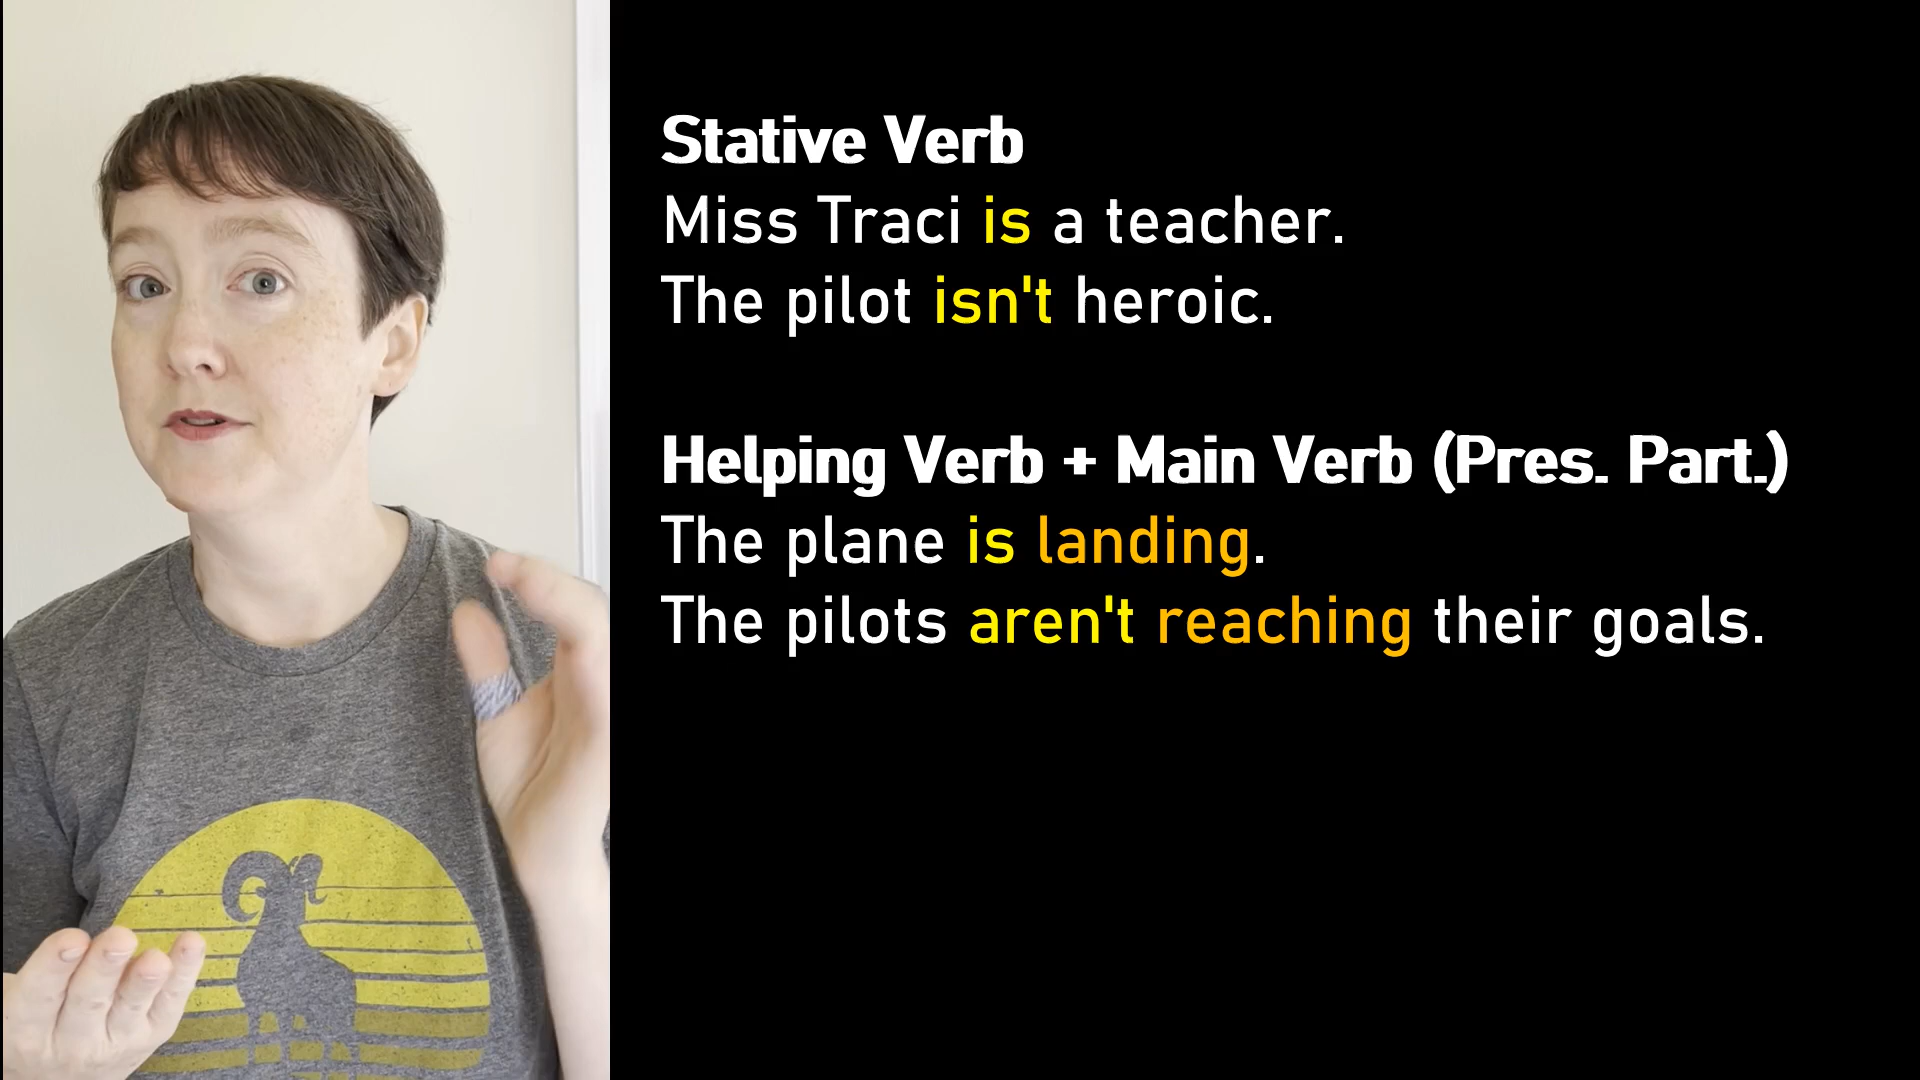 Stative Verb
Miss Traci is a teacher.
The pilot isn't heroic.
Helping Verb + Main Verb (Pres. Part.)
The plane is landing.
The pilots aren't reaching their goals.